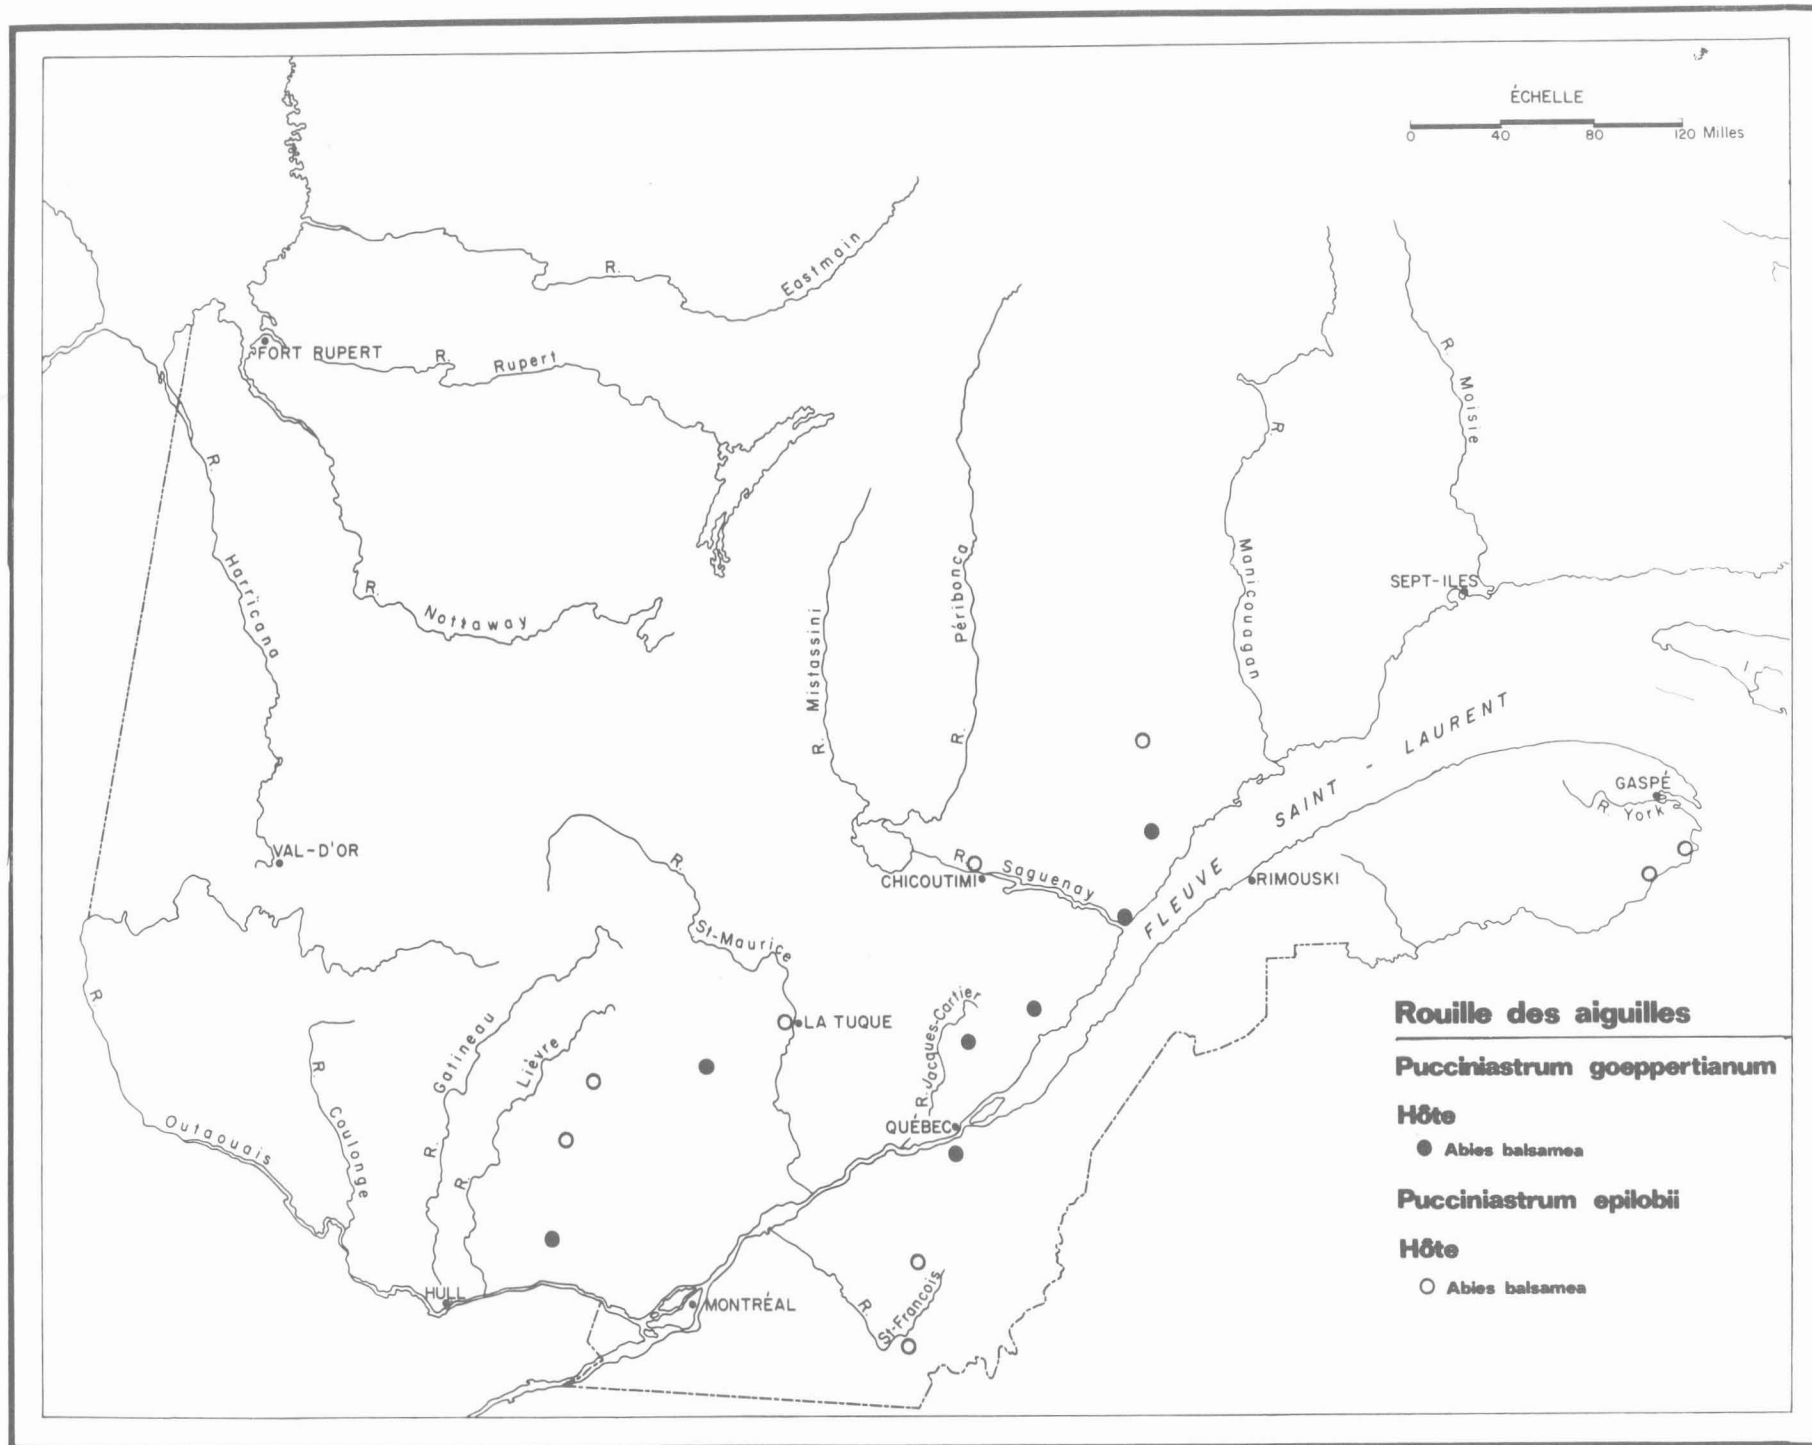 ÉCHELLE
0 40 80 120 Milles
R. Eastmain
FORT RUPERT
R. Rupert
R. Moisie
R. Manicouagan
R. Harricana
R. Nottaway
R. Mistassini
R. Péribonca
SEPT-ILES
FLEUVE SAINT - LAURENT
GASPÉ
R. York
VAL-D'OR
R.
CHICOUTIMI
R. Saguenay
RIMOUSKI
St-Maurice
R. Outaouais
R. Coulonge
R. Gatineau
R. Lièvre
LA TUQUE
R. Jacques-Cartier
QUÉBEC
HULL
MONTRÉAL
R. St-François
Rouille des aiguilles
Pucciniastrum goeppertianum
Hôte
Abies balsamea
Pucciniastrum epilobii
Hôte
Abies balsamea